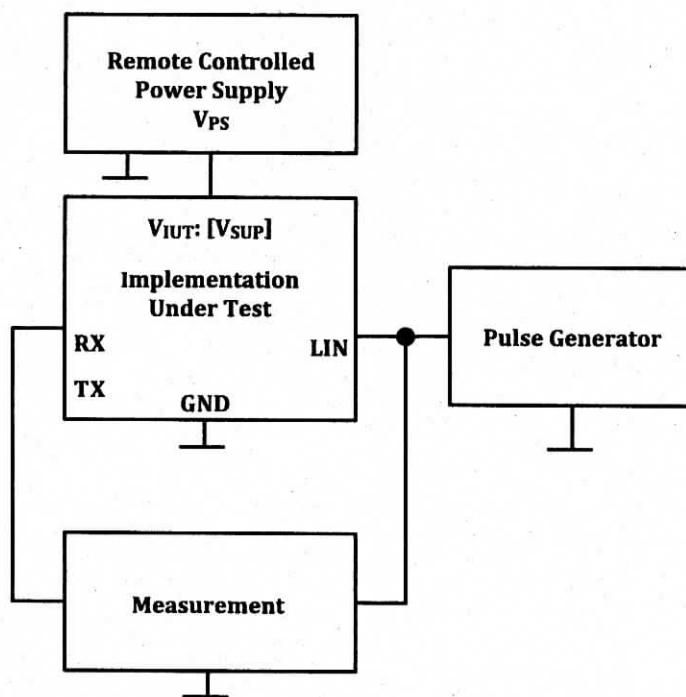 Remote Controlled
Power Supply
VPS
VIUT: [VSUP]
Implementation
Under Test
RX
LIN
TX
GND
Pulse Generator
Measurement